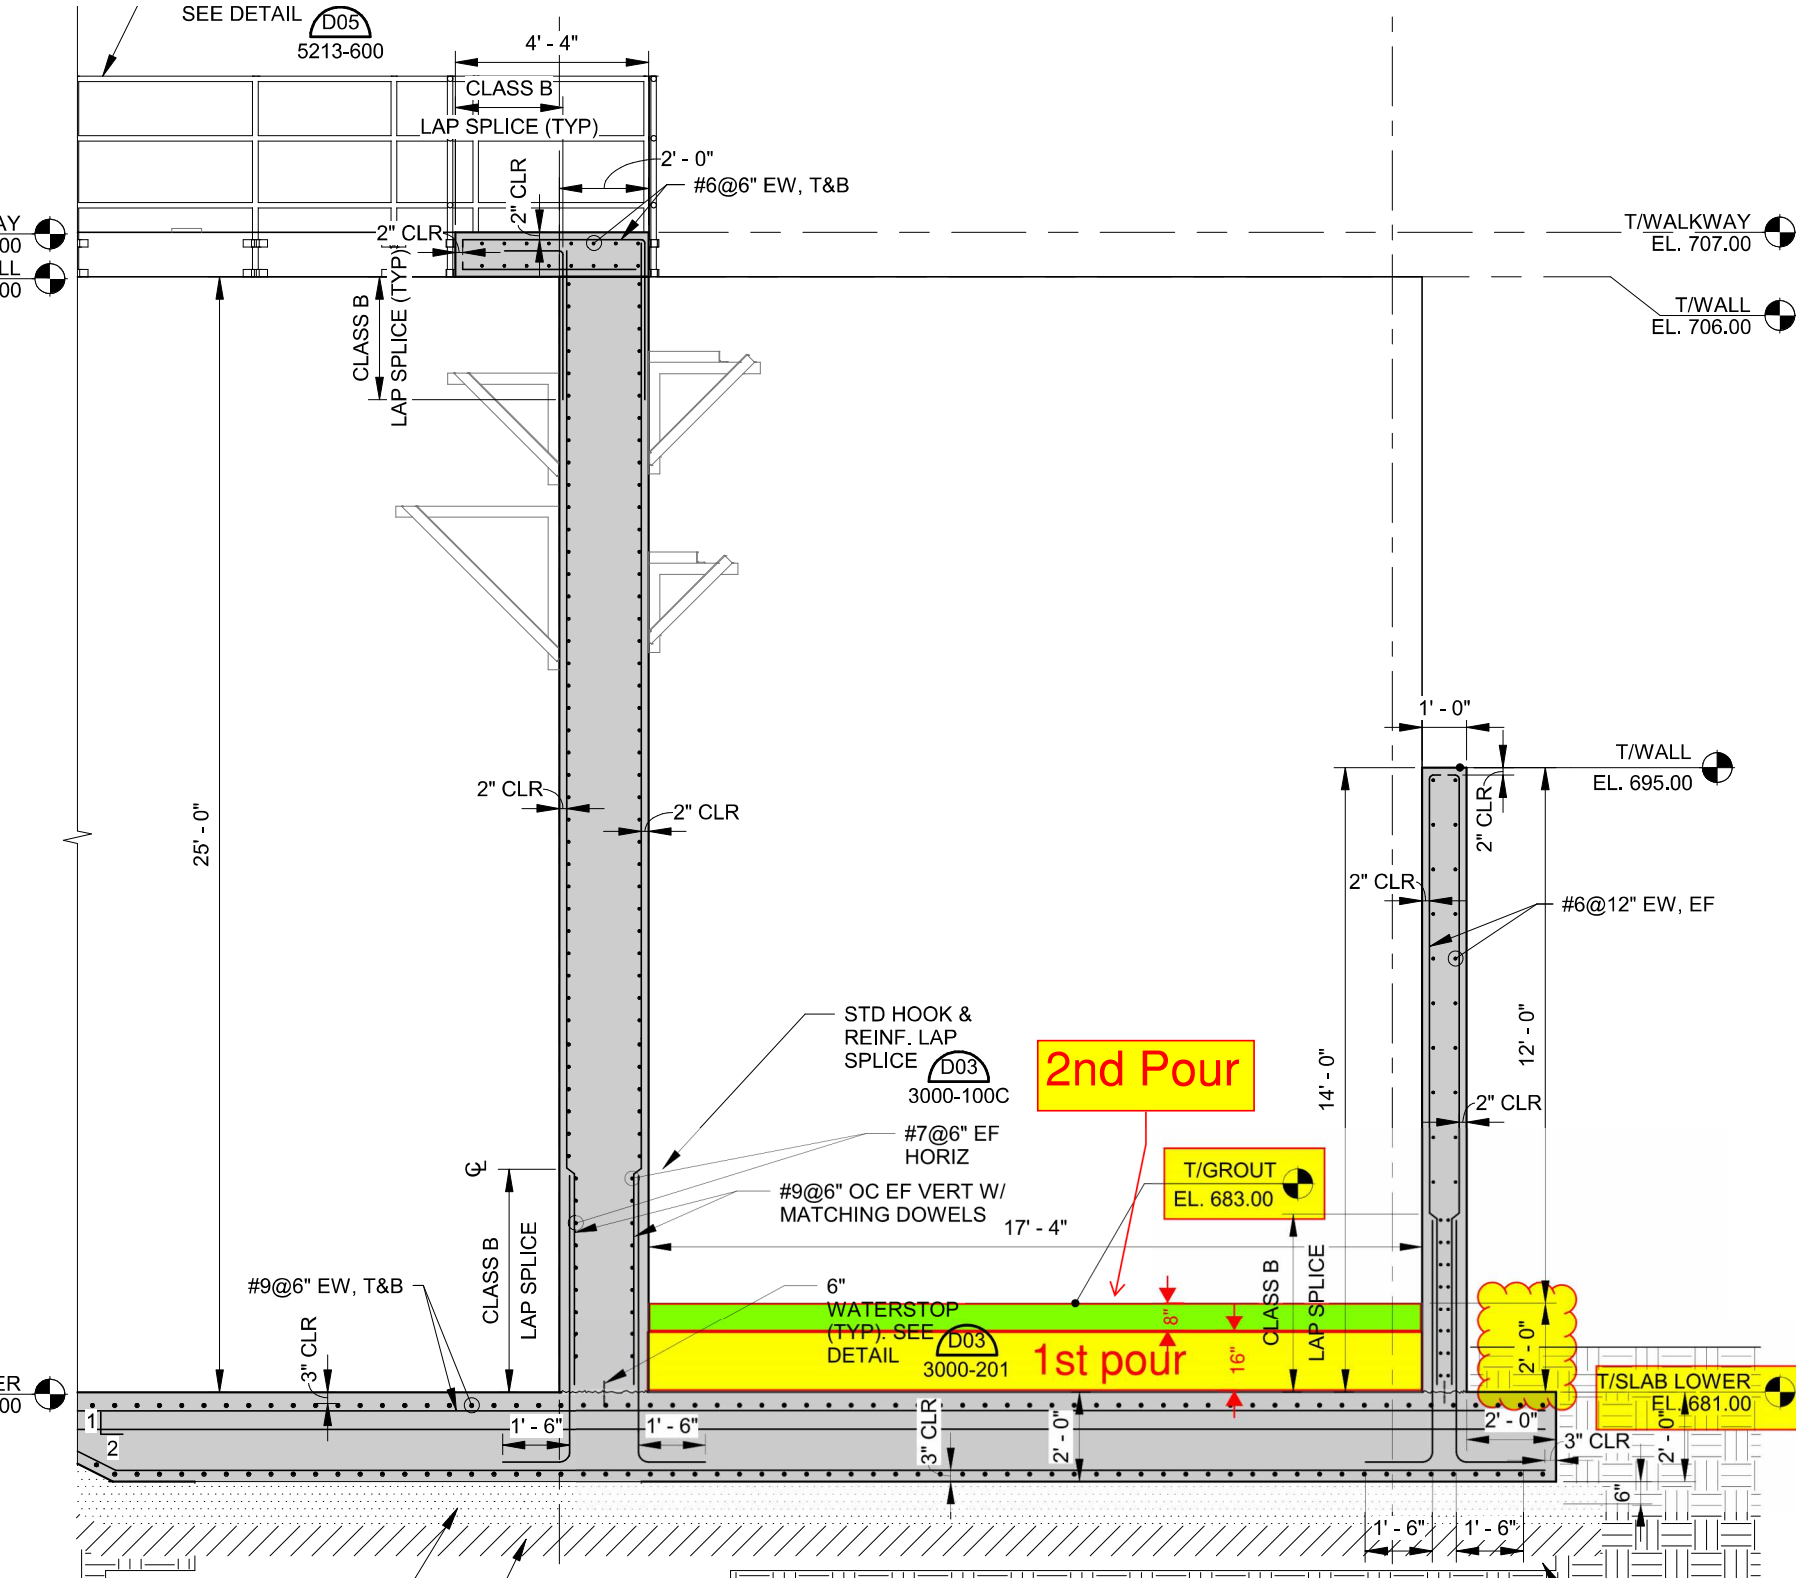 SEE DETAIL
D05
5213-600
4' - 4"
CLASS B
LAP SPLICE (TYP)
2' - 0"
#6@6" EW, T&B
2" CLR
2" CLR
AY
00
LL
00
CLASS B
LAP SPLICE (TYP)
T/WALKWAY
EL. 707.00
T/WALL
EL. 706.00
25' - 0"
2" CLR
2" CLR
1' - 0"
T/WALL
EL. 695.00
2" CLR
2" CLR
#6@12" EW, EF
14' - 0"
12' - 0"
2" CLR
STD HOOK &
REINF. LAP
SPLICE
D03
3000-100C
2nd Pour
#7@6" EF
HORIZ
#9@6" OC EF VERT W/
MATCHING DOWELS
T/GROUT
EL. 683.00
17' - 4"
CL
CLASS B
LAP SPLICE
#9@6" EW, T&B
3" CLR
6"
WATERSTOP
(TYP). SEE
DETAIL
D03
3000-201
1st pour
8"
16"
CLASS B
LAP SPLICE
2' - 0"
T/SLAB LOWER
EL. 681.00
ER
00
1
2
1' - 6"
1' - 6"
3" CLR
2' - 0"
2' - 0"
3" CLR
2' - 0"
6"
1' - 6"
1' - 6"